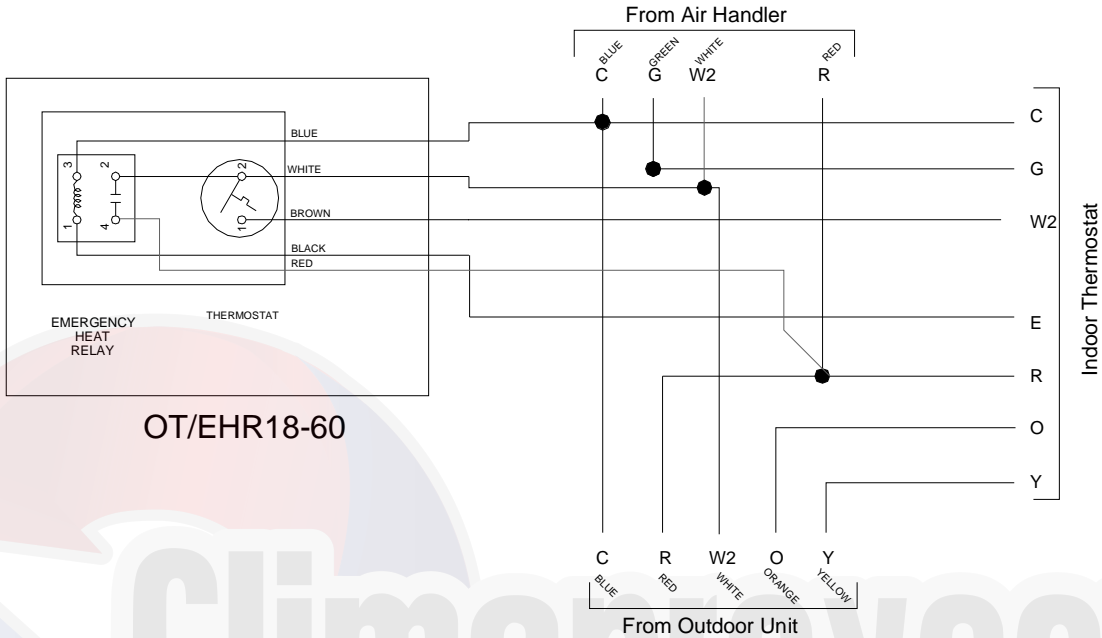 From Air Handler
BLUE
GREEN
WHITE
RED
C G W2 R
BLUE
WHITE
BROWN
BLACK
RED
3 2
1 4
2
1
EMERGENCY
HEAT
RELAY
THERMOSTAT
OT/EHR18-60
C
G
W2
E
R
O
Y
Indoor Thermostat
C R W2 O Y
BLUE
RED
WHITE
ORANGE
YELLOW
From Outdoor Unit